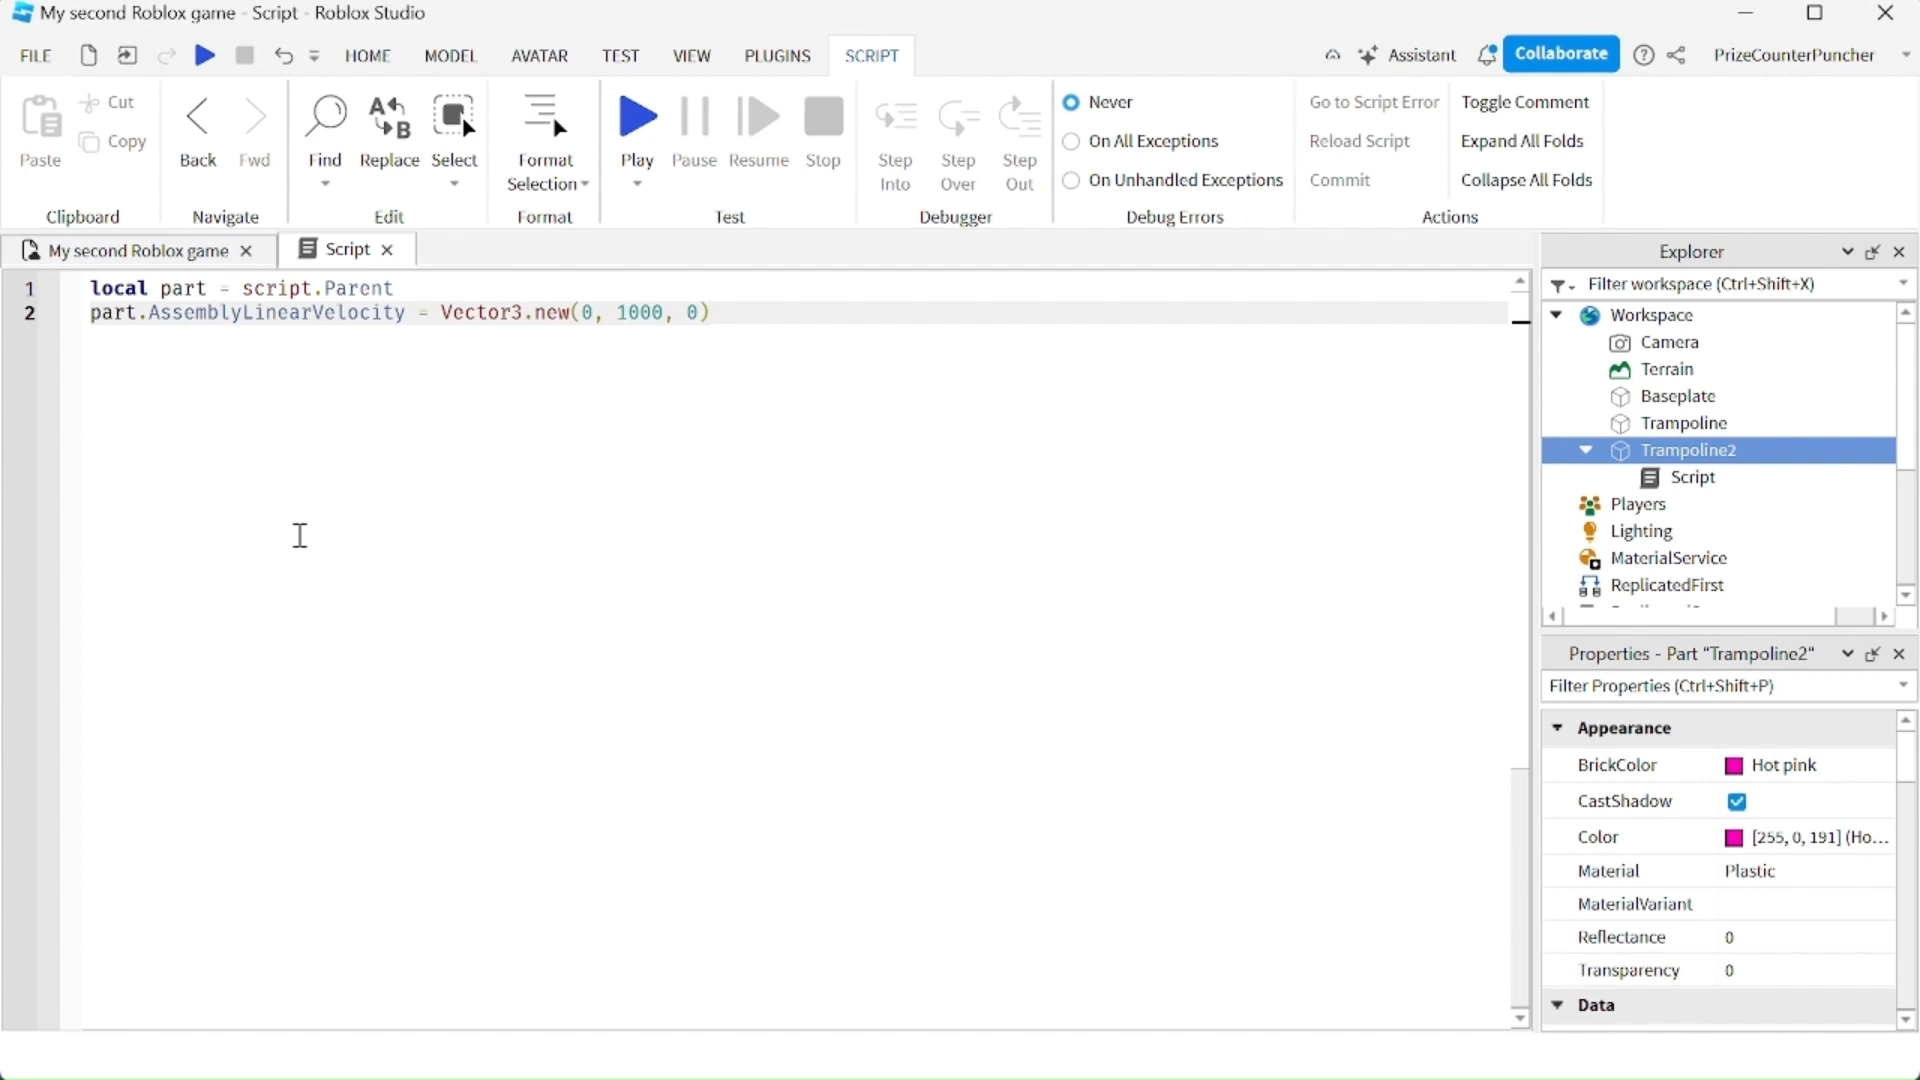 My second Roblox game - Script - Roblox Studio
FILE HOME MODEL AVATAR TEST VIEW PLUGINS SCRIPT Assistant Collaborate PrizeCounterPuncher
Paste Cut Copy
Clipboard
Back Fwd
Navigate
Find Replace Select
Edit
Format Selection
Format
Play Pause Resume Stop
Test
Step Into Step Over Step Out
Debugger
Never
On All Exceptions
On Unhandled Exceptions
Debug Errors
Go to Script Error Toggle Comment
Reload Script Expand All Folds
Commit Collapse All Folds
Actions
My second Roblox game Script
1 local part = script.Parent
2 part.AssemblyLinearVelocity = Vector3.new(0, 1000, 0)
Explorer
Filter workspace (Ctrl+Shift+X)
Workspace
Camera
Terrain
Baseplate
Trampoline
Trampoline2
Script
Players
Lighting
MaterialService
ReplicatedFirst
Properties - Part "Trampoline2"
Filter Properties (Ctrl+Shift+P)
Appearance
BrickColor Hot pink
CastShadow
Color [255, 0, 191] (Ho...
Material Plastic
MaterialVariant
Reflectance 0
Transparency 0
Data